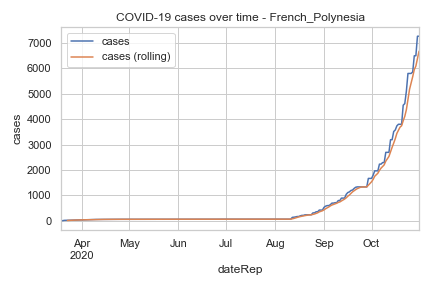 COVID-19 cases over time - French_Polynesia
cases
cases (rolling)
7000
6000
5000
4000
3000
2000
1000
0
cases
Apr
2020
May
Jun
Jul
Aug
Sep
Oct
dateRep